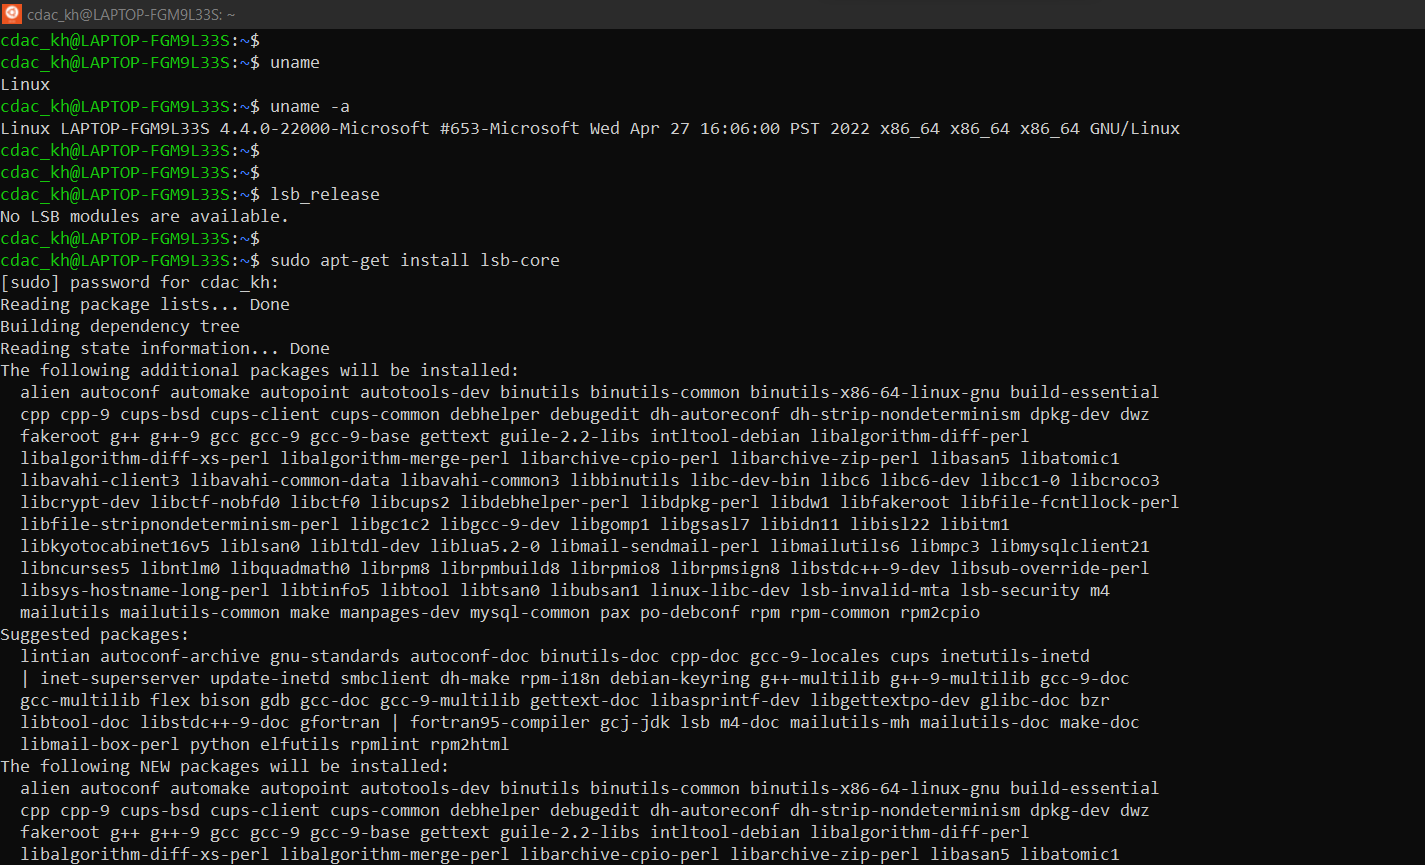 cdac_kh@LAPTOP-FGM9L33S: ~
cdac_kh@LAPTOP-FGM9L33S:~$
cdac_kh@LAPTOP-FGM9L33S:~$ uname
Linux
cdac_kh@LAPTOP-FGM9L33S:~$ uname -a
Linux LAPTOP-FGM9L33S 4.4.0-22000-Microsoft #653-Microsoft Wed Apr 27 16:06:00 PST 2022 x86_64 x86_64 x86_64 GNU/Linux
cdac_kh@LAPTOP-FGM9L33S:~$
cdac_kh@LAPTOP-FGM9L33S:~$
cdac_kh@LAPTOP-FGM9L33S:~$ lsb_release
No LSB modules are available.
cdac_kh@LAPTOP-FGM9L33S:~$
cdac_kh@LAPTOP-FGM9L33S:~$ sudo apt-get install lsb-core
[sudo] password for cdac_kh:
Reading package lists... Done
Building dependency tree
Reading state information... Done
The following additional packages will be installed:
  alien autoconf automake autopoint autotools-dev binutils binutils-common binutils-x86-64-linux-gnu build-essential
  cpp cpp-9 cups-bsd cups-client cups-common debhelper debugedit dh-autoreconf dh-strip-nondeterminism dpkg-dev dwz
  fakeroot g++ g++-9 gcc gcc-9 gcc-9-base gettext guile-2.2-libs intltool-debian libalgorithm-diff-perl
  libalgorithm-diff-xs-perl libalgorithm-merge-perl libarchive-cpio-perl libarchive-zip-perl libasan5 libatomic1
  libavahi-client3 libavahi-common-data libavahi-common3 libbinutils libc-dev-bin libc6 libc6-dev libcc1-0 libcroco3
  libcrypt-dev libctf-nobfd0 libctf0 libcups2 libdebhelper-perl libdpkg-perl libdw1 libfakeroot libfile-fcntllock-perl
  libfile-stripnondeterminism-perl libgc1c2 libgcc-9-dev libgomp1 libgsasl7 libidn11 libisl22 libitm1
  libkyotocabinet16v5 liblsan0 libltdl-dev liblua5.2-0 libmail-sendmail-perl libmailutils6 libmpc3 libmysqlclient21
  libncurses5 libntlm0 libquadmath0 librpm8 librpmbuild8 librpmio8 librpmsign8 libstdc++-9-dev libsub-override-perl
  libsys-hostname-long-perl libtinfo5 libtool libtsan0 libubsan1 linux-libc-dev lsb-invalid-mta lsb-security m4
  mailutils mailutils-common make manpages-dev mysql-common pax po-debconf rpm rpm-common rpm2cpio
Suggested packages:
  lintian autoconf-archive gnu-standards autoconf-doc binutils-doc cpp-doc gcc-9-locales cups inetutils-inetd
  | inet-superserver update-inetd smbclient dh-make rpm-i18n debian-keyring g++-multilib g++-9-multilib gcc-9-doc
  gcc-multilib flex bison gdb gcc-doc gcc-9-multilib gettext-doc libasprintf-dev libgettextpo-dev glibc-doc bzr
  libtool-doc libstdc++-9-doc gfortran | fortran95-compiler gcj-jdk lsb m4-doc mailutils-mh mailutils-doc make-doc
  libmail-box-perl python elfutils rpmlint rpm2html
The following NEW packages will be installed:
  alien autoconf automake autopoint autotools-dev binutils binutils-common binutils-x86-64-linux-gnu build-essential
  cpp cpp-9 cups-bsd cups-client cups-common debhelper debugedit dh-autoreconf dh-strip-nondeterminism dpkg-dev dwz
  fakeroot g++ g++-9 gcc gcc-9 gcc-9-base gettext guile-2.2-libs intltool-debian libalgorithm-diff-perl
  libalgorithm-diff-xs-perl libalgorithm-merge-perl libarchive-cpio-perl libarchive-zip-perl libasan5 libatomic1